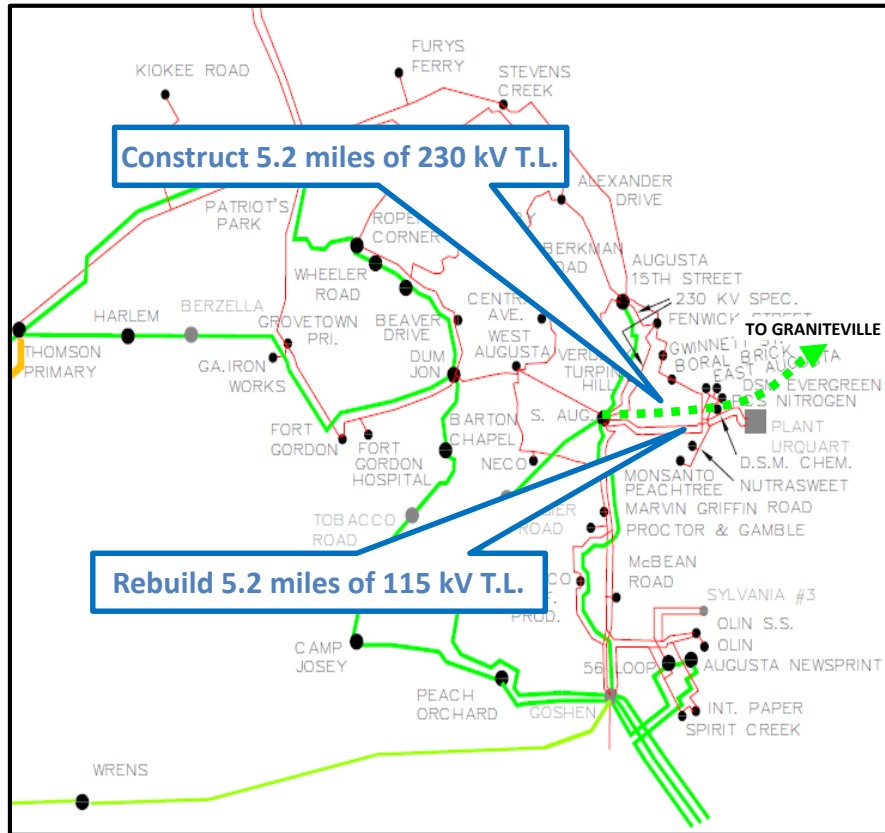 FURYS
FERRY
KIOKEE ROAD
STEVENS
CREEK
Construct 5.2 miles of 230 kV T.L.
ALEXANDER
DRIVE
PATRIOT'S
PARK
CORNER
AUGUSTA
15TH STREET
WHEELER
ROAD
230 KV SPEC.
FENWICK STREET
HARLEM
BERZELLA
GROVETOWN
PRI.
BEAVER
DRIVE
AVE.
WEST
AUGUSTA
TURPIN
HILL
TO GRANITEVILLE
GWINNETT ST.
BORAL BRICK
EAST AUGUSTA
DSM EVERGREEN
PCS NITROGEN
THOMSON
PRIMARY
GA.IRON
WORKS
DUM
JON
S. AUG.
PLANT
URQUART
BARTON
CHAPEL
FORT
GORDON
FORT
GORDON
HOSPITAL
NECO
D.S.M. CHEM.
NUTRASWEET
MONSANTO
PEACHTREE
MARVIN GRIFFIN ROAD
PROCTOR & GAMBLE
TOBACCO
ROAD
ROAD
Rebuild 5.2 miles of 115 kV T.L.
McBEAN
ROAD
PROD.
SYLVANIA #3
OLIN S.S.
OLIN
CAMP
JOSEY
56 LOOP
AUGUSTA NEWSPRINT
PEACH
ORCHARD
GOSHEN
INT. PAPER
SPIRIT CREEK
WRENS